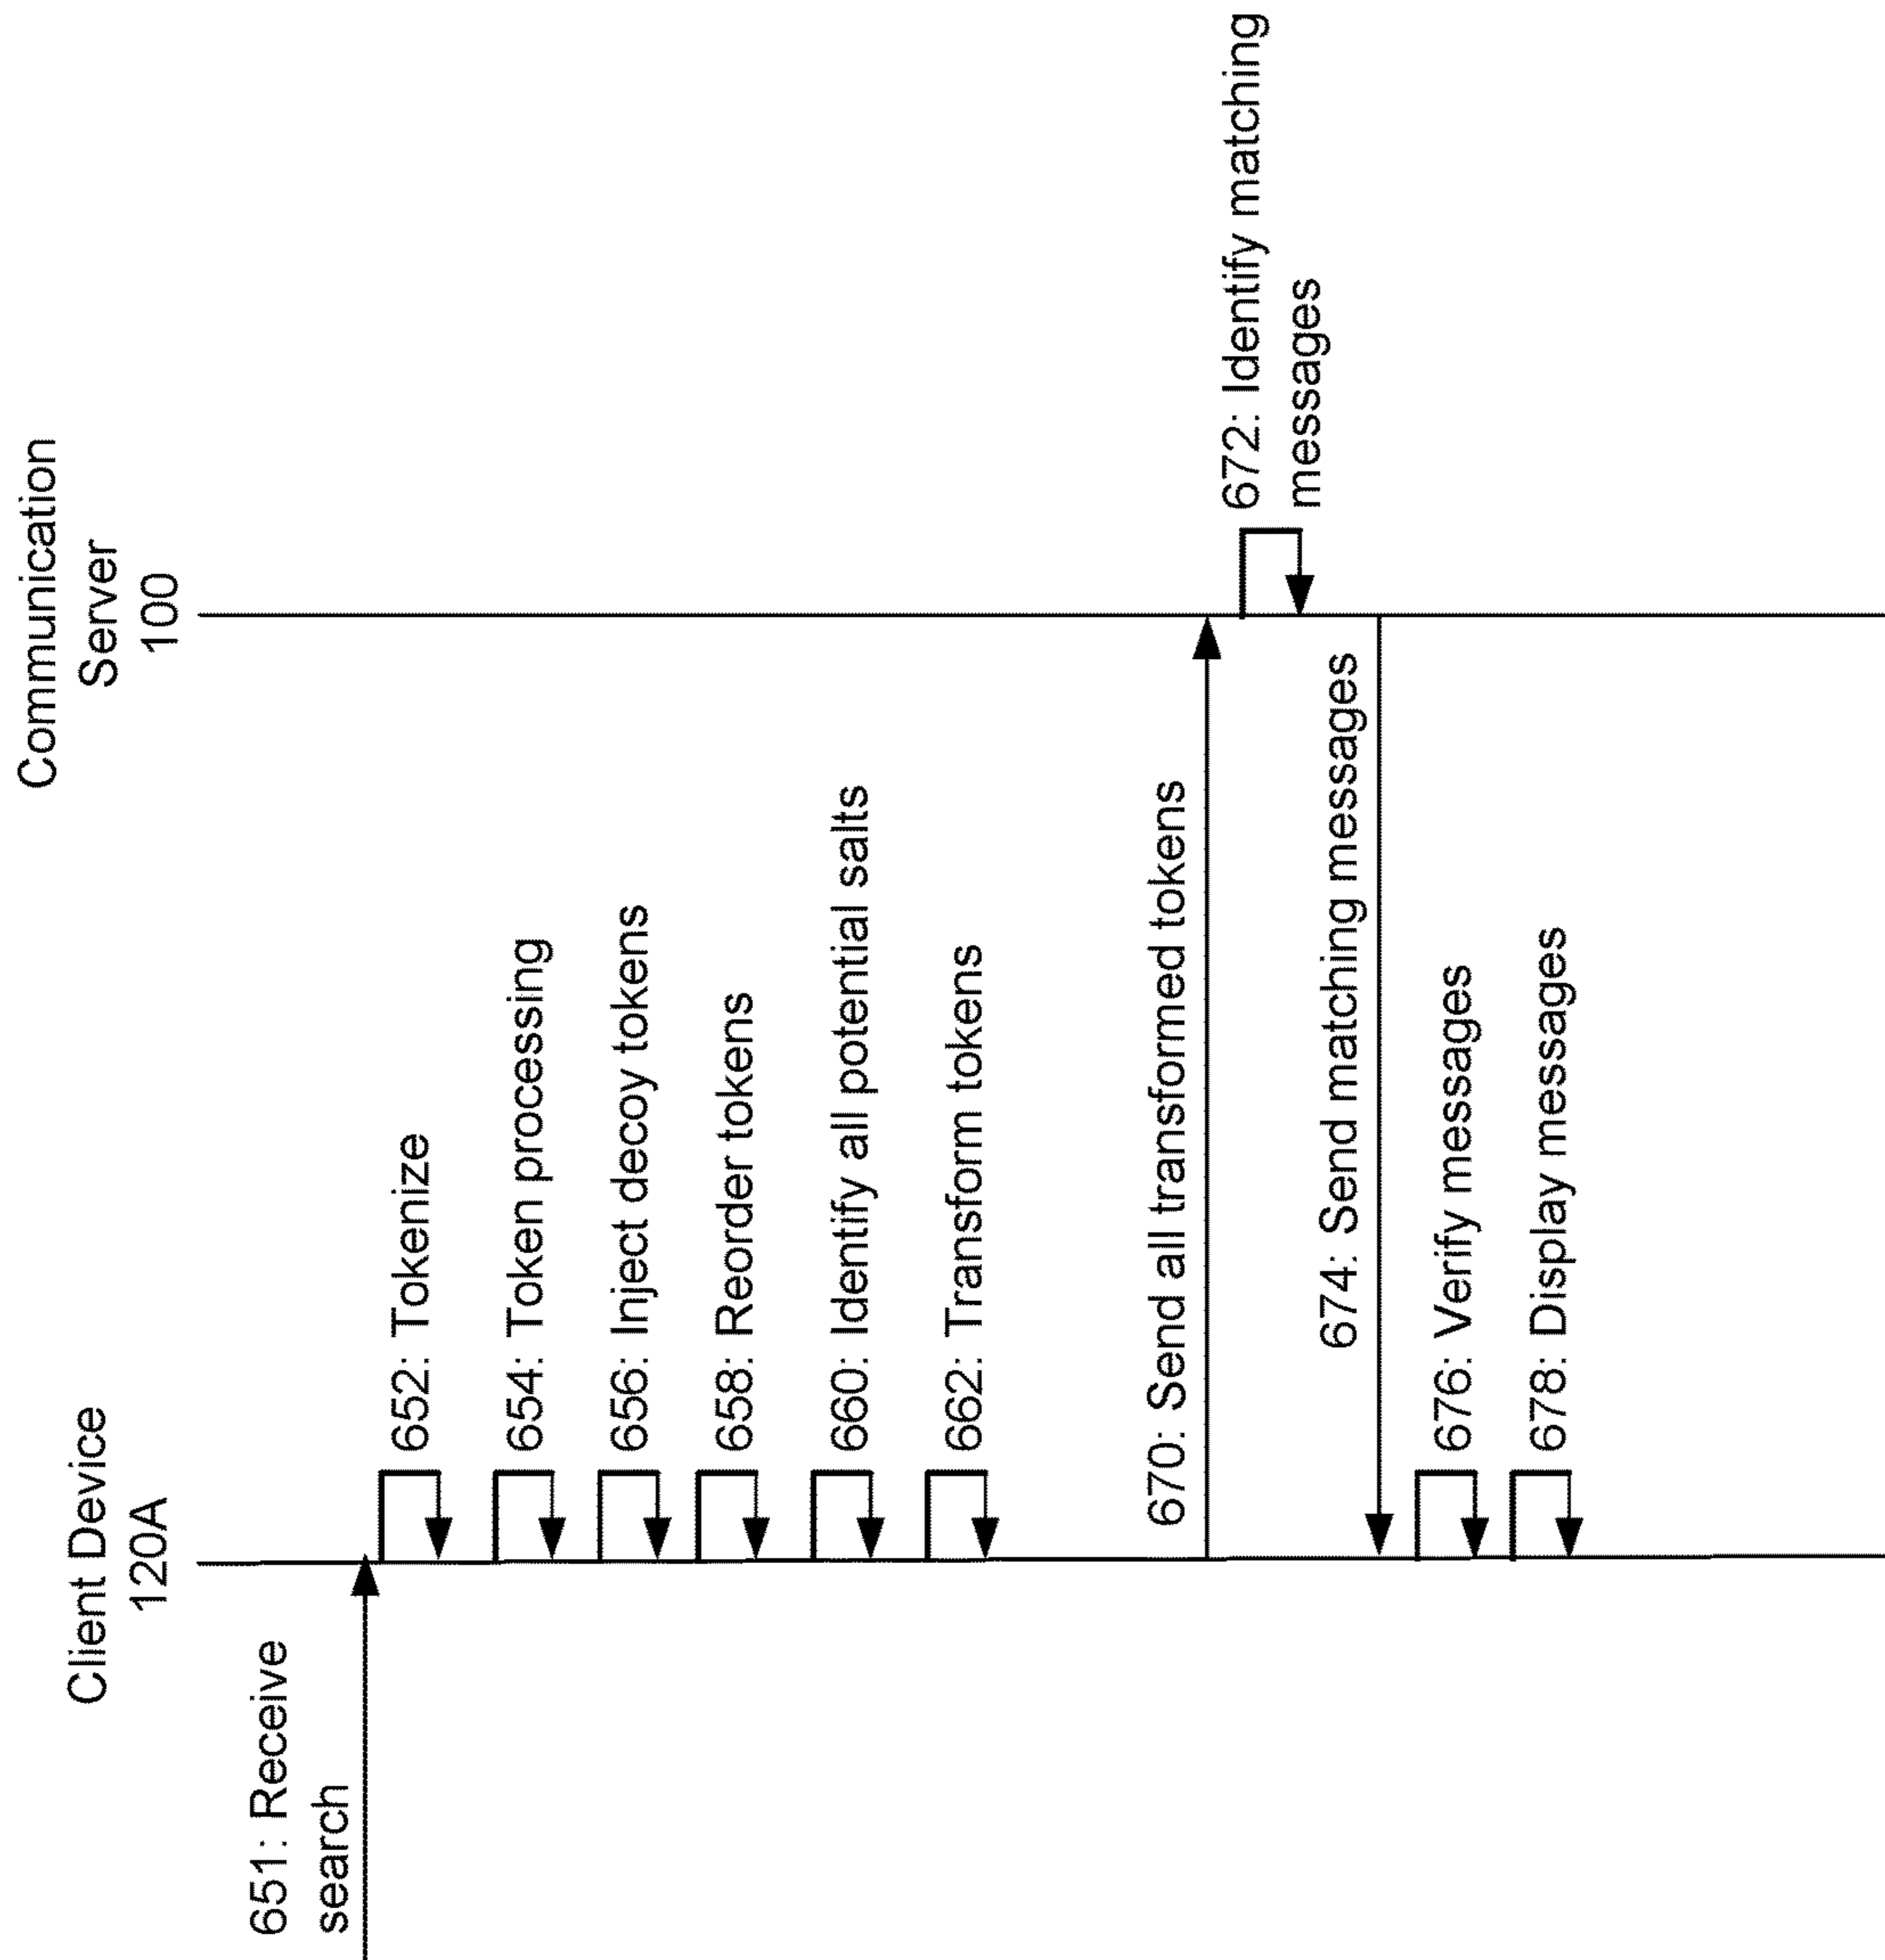 Client Device
120A
Communication
Server
100
651: Receive
search
652: Tokenize
654: Token processing
656: Inject decoy tokens
658: Reorder tokens
660: Identify all potential salts
662: Transform tokens
670: Send all transformed tokens
672: Identify matching
messages
674: Send matching messages
676: Verify messages
678: Display messages